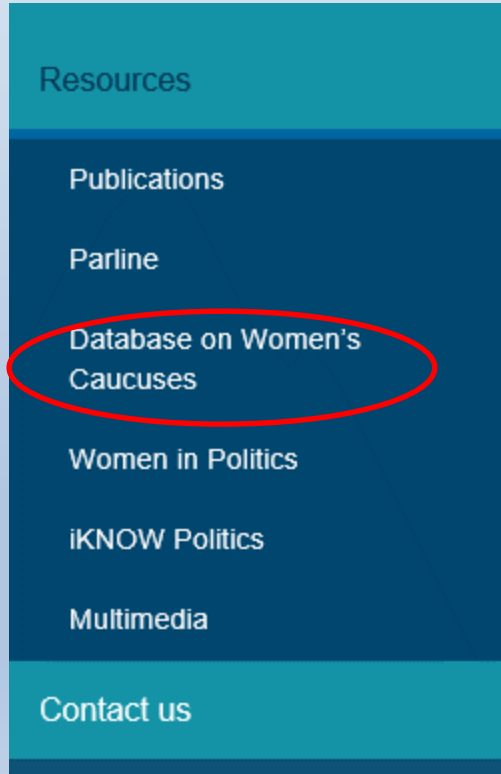 Resources
Publications
Parline
Database on Women's
Caucuses
Women in Politics
iKNOW Politics
Multimedia
Contact us